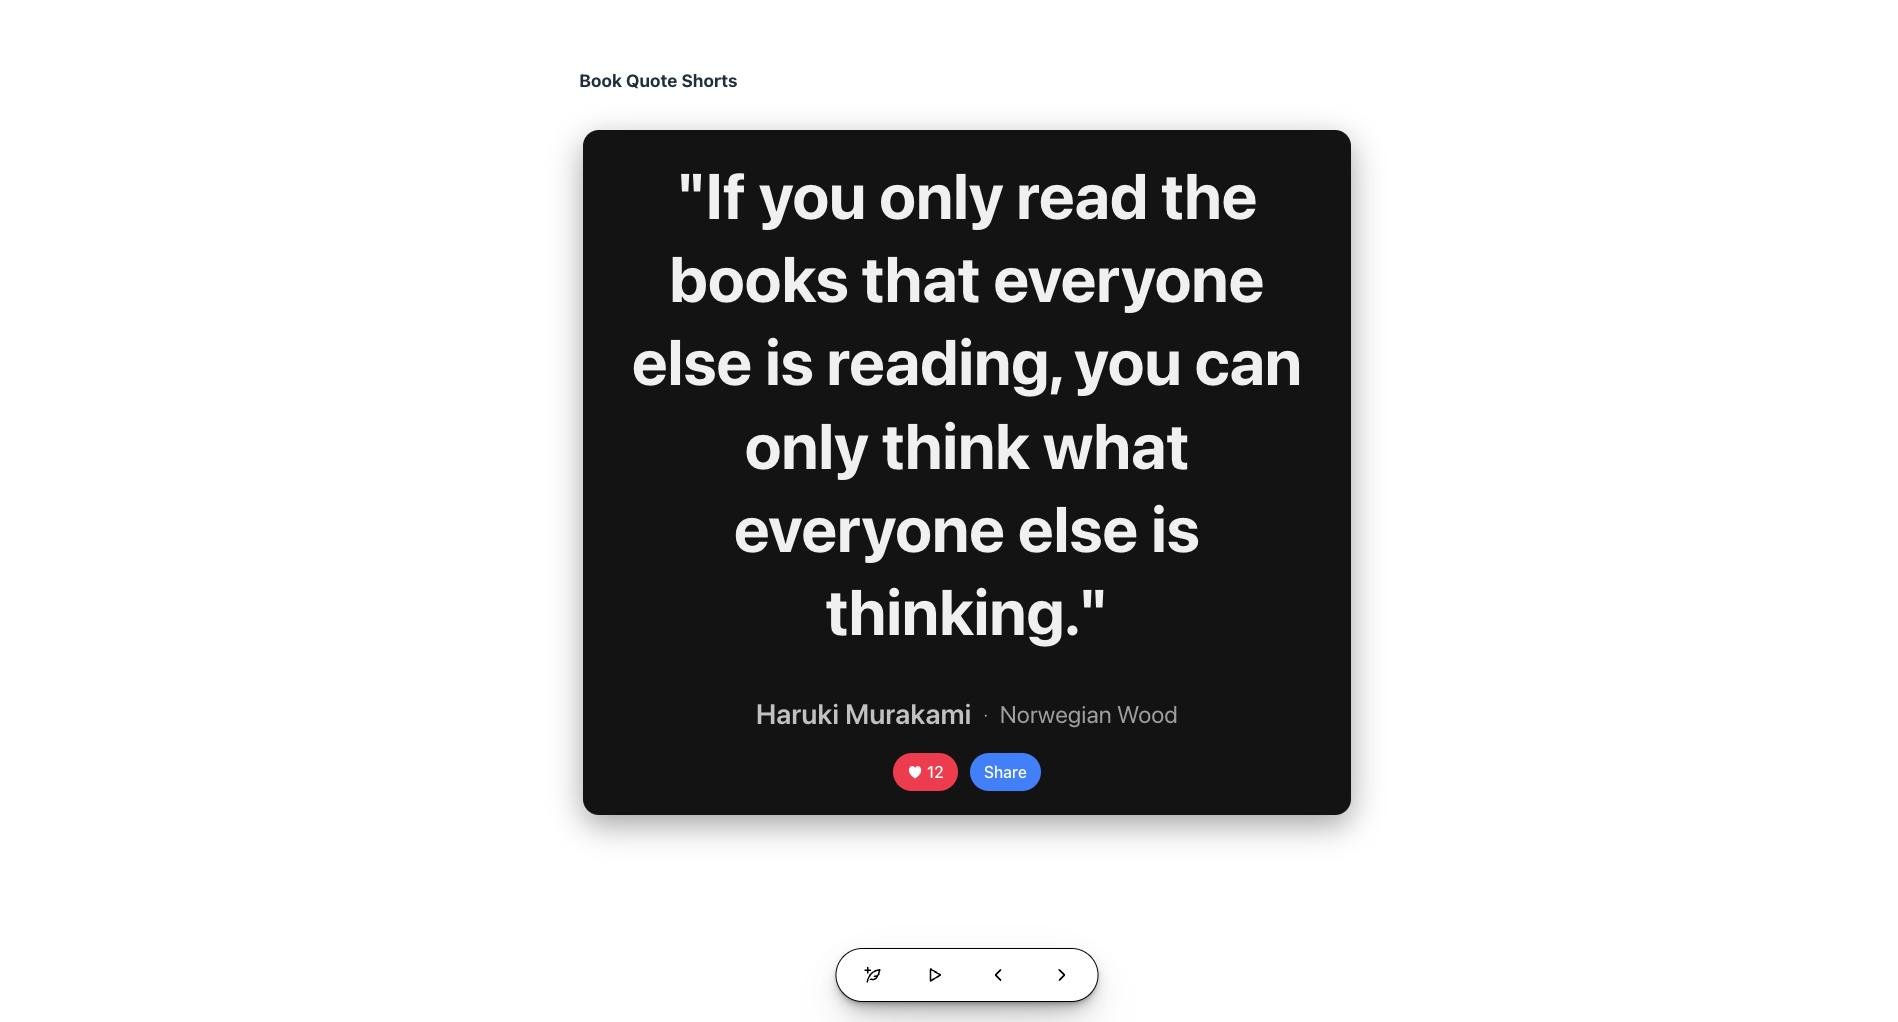 Book Quote Shorts
"If you only read the
books that everyone
else is reading, you can
only think what
everyone else is
thinking."
Haruki Murakami · Norwegian Wood
12 Share